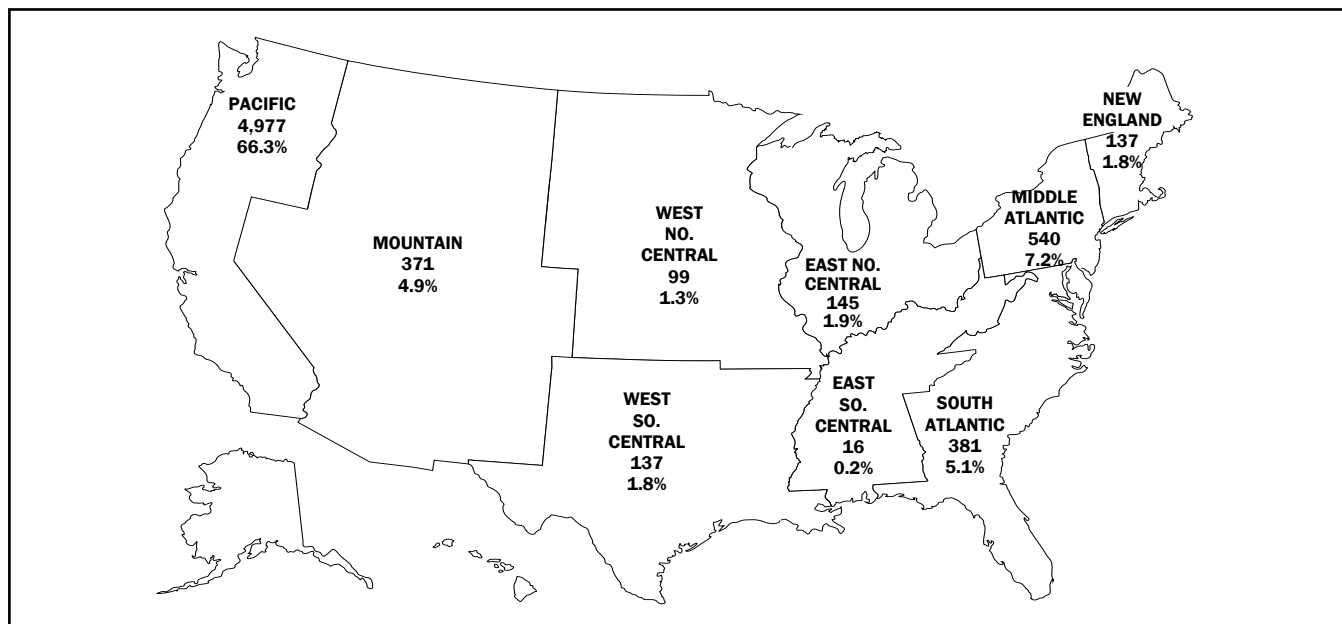 PACIFIC
4,977
66.3%
MOUNTAIN
371
4.9%
WEST
NO.
CENTRAL
99
1.3%
WEST
SO.
CENTRAL
137
1.8%
EAST NO.
CENTRAL
145
1.9%
EAST
SO.
CENTRAL
16
0.2%
SOUTH
ATLANTIC
381
5.1%
MIDDLE
ATLANTIC
540
7.2%
NEW
ENGLAND
137
1.8%